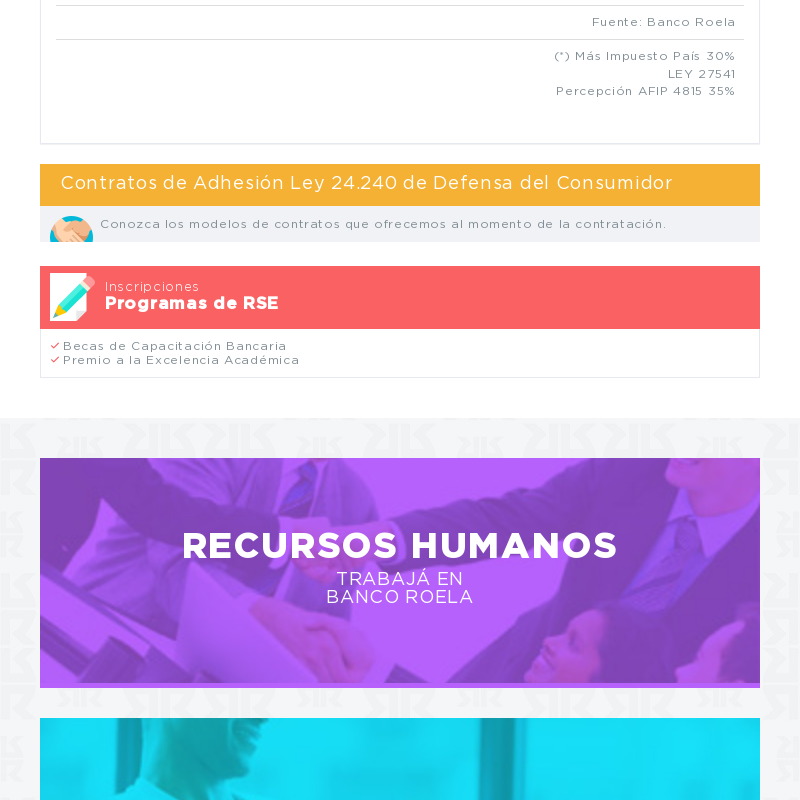 Fuente: Banco Roela
(*) Más Impuesto País 30%
LEY 27541
Percepción AFIP 4815 35%
Contratos de Adhesión Ley 24.240 de Defensa del Consumidor
Conozca los modelos de contratos que ofrecemos al momento de la contratación.
Inscripciones
Programas de RSE
Becas de Capacitación Bancaria
Premio a la Excelencia Académica
RECURSOS HUMANOS
TRABAJÁ EN
BANCO ROELA